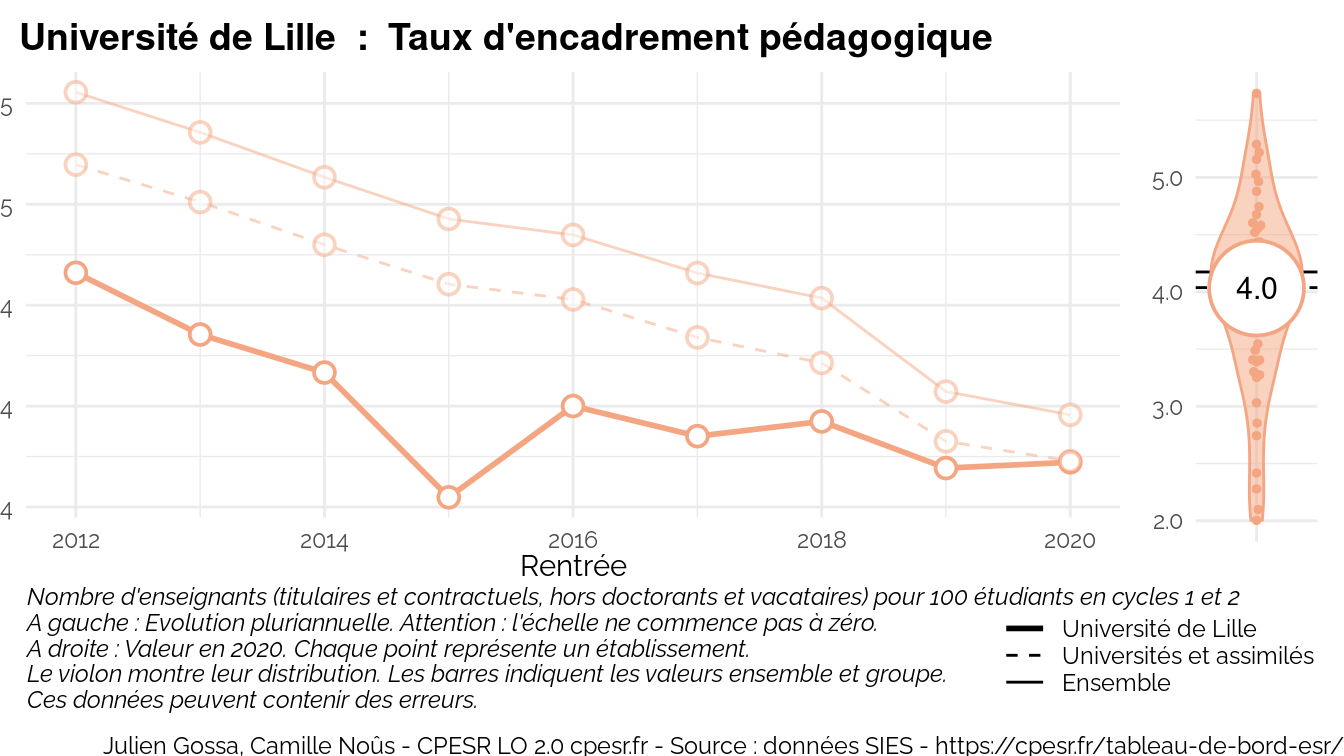 Université de Lille : Taux d'encadrement pédagogique
5
5
4
4
4
2012 2014 2016 2018 2020
Rentrée
5.0
4.0
3.0
2.0
4.0
Nombre d'enseignants (titulaires et contractuels, hors doctorants et vacataires) pour 100 étudiants en cycles 1 et 2
A gauche : Evolution pluriannuelle. Attention : l'échelle ne commence pas à zéro.
A droite : Valeur en 2020. Chaque point représente un établissement.
Le violon montre leur distribution. Les barres indiquent les valeurs ensemble et groupe.
Ces données peuvent contenir des erreurs.
Université de Lille
Universités et assimilés
Ensemble
Julien Gossa, Camille Noûs - CPESR LO 2.0 cpesr.fr - Source : données SIES - https://cpesr.fr/tableau-de-bord-esr/